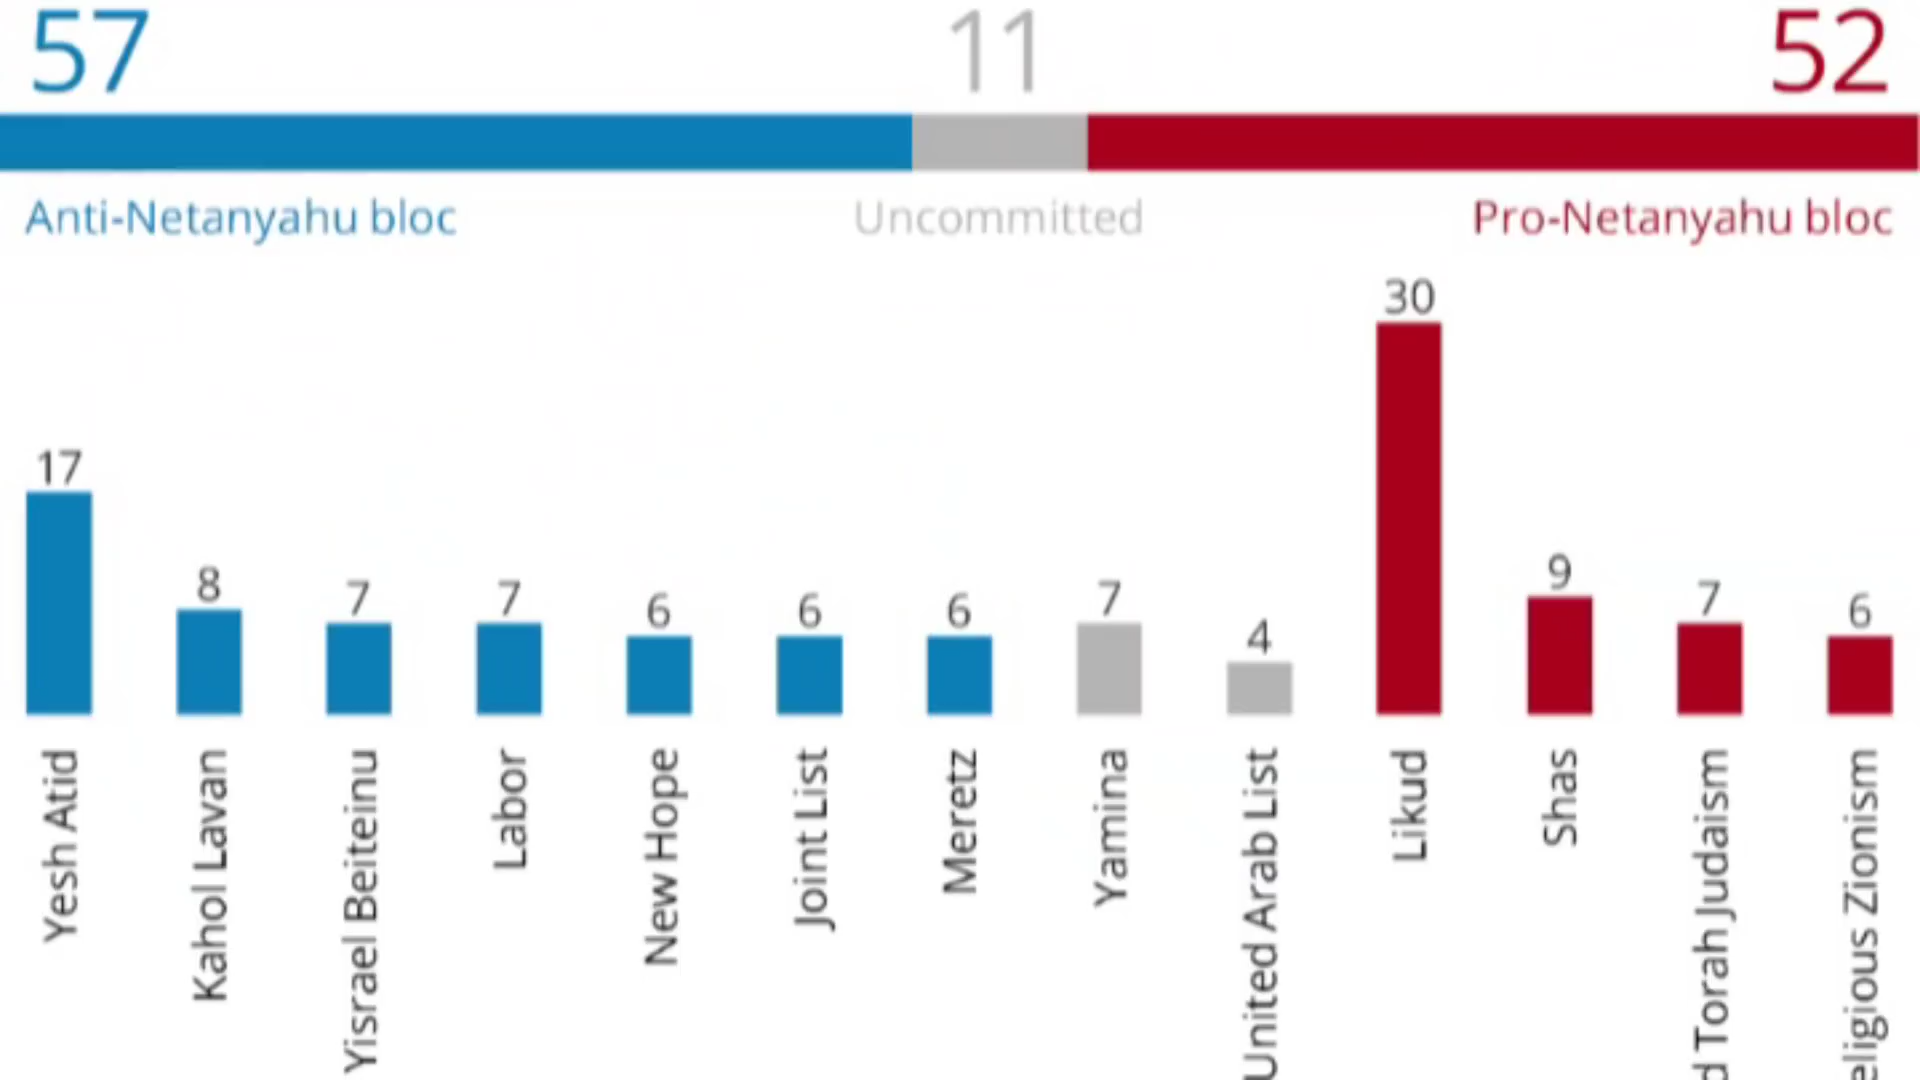 57
11
52
Anti-Netanyahu bloc
Uncommitted
Pro-Netanyahu bloc
17
8
7
7
6
6
6
7
4
30
9
7
6
Yesh Atid
Kahol Lavan
Yisrael Beiteinu
Labor
New Hope
Joint List
Meretz
Yamina
United Arab List
Likud
Shas
d Torah Judaism
eligious Zionism